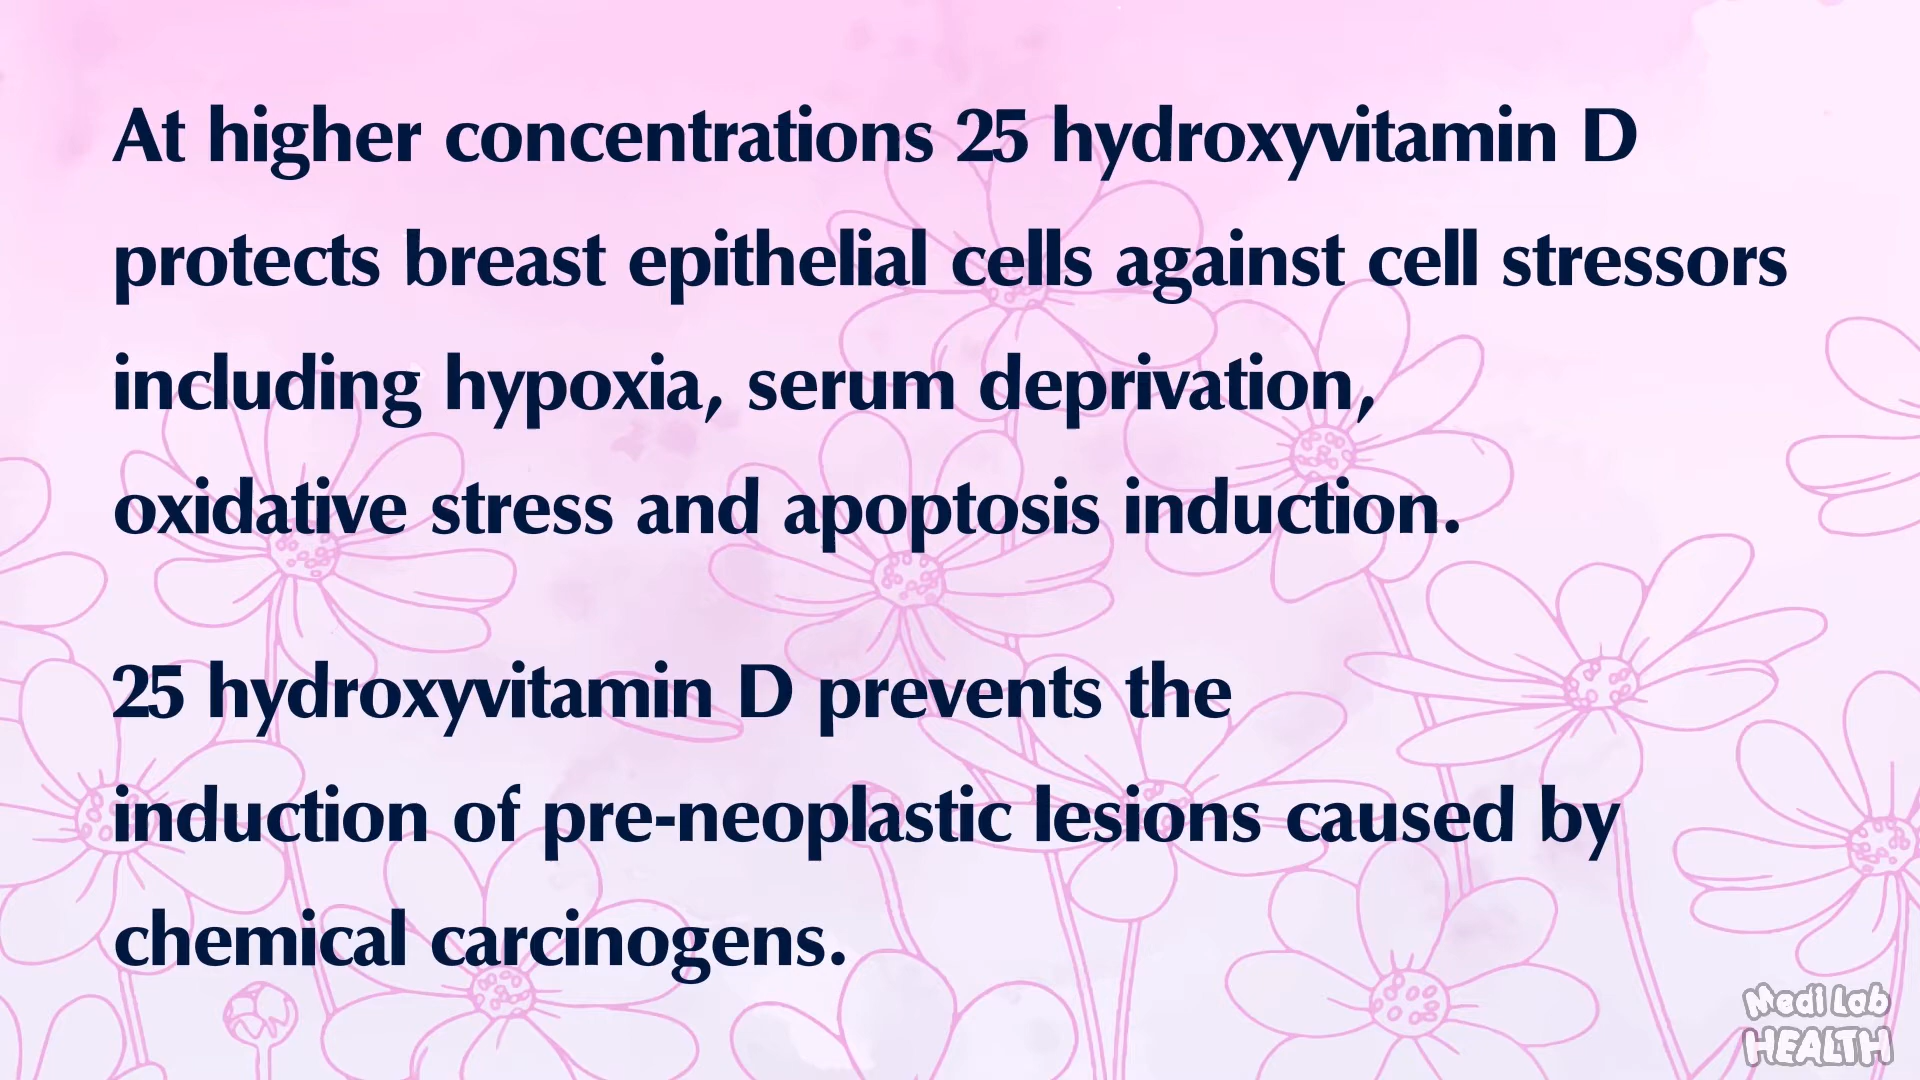 At higher concentrations 25 hydroxyvitamin D
protects breast epithelial cells against cell stressors
including hypoxia, serum deprivation,
oxidative stress and apoptosis induction.
25 hydroxyvitamin D prevents the
induction of pre-neoplastic lesions caused by
chemical carcinogens.
Medi Lab
HEALTH